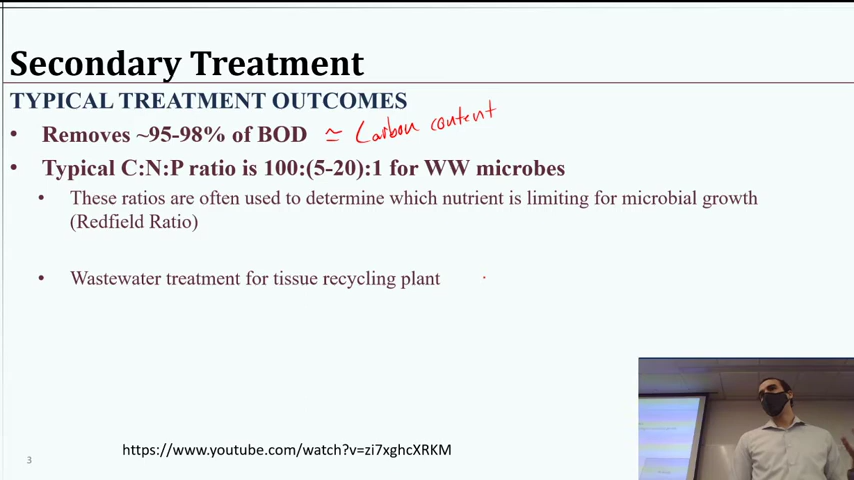 Secondary Treatment
TYPICAL TREATMENT OUTCOMES
• Removes ~95-98% of BOD ≃ Carbon content
• Typical C:N:P ratio is 100:(5-20):1 for WW microbes
• These ratios are often used to determine which nutrient is limiting for microbial growth
(Redfield Ratio)
• Wastewater treatment for tissue recycling plant
https://www.youtube.com/watch?v=zi7xghcXRKM
3